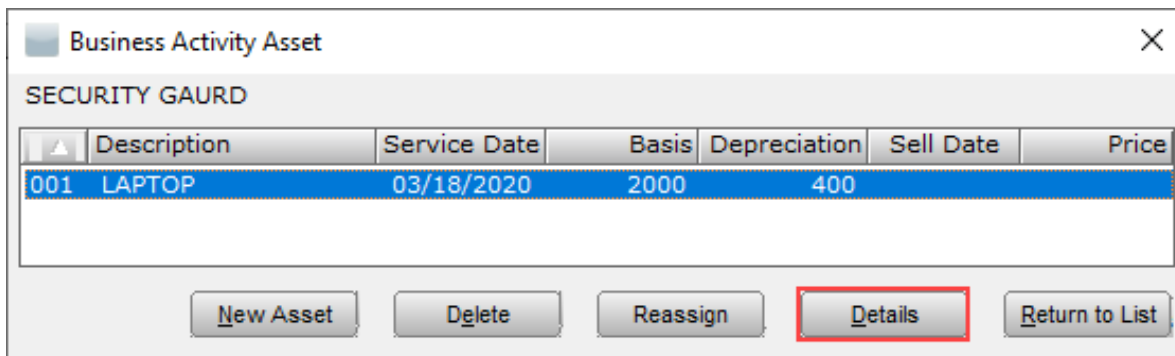 Business Activity Asset
SECURITY GAURD
Description Service Date Basis Depreciation Sell Date Price
001 LAPTOP 03/18/2020 2000 400
New Asset Delete Reassign Details Return to List